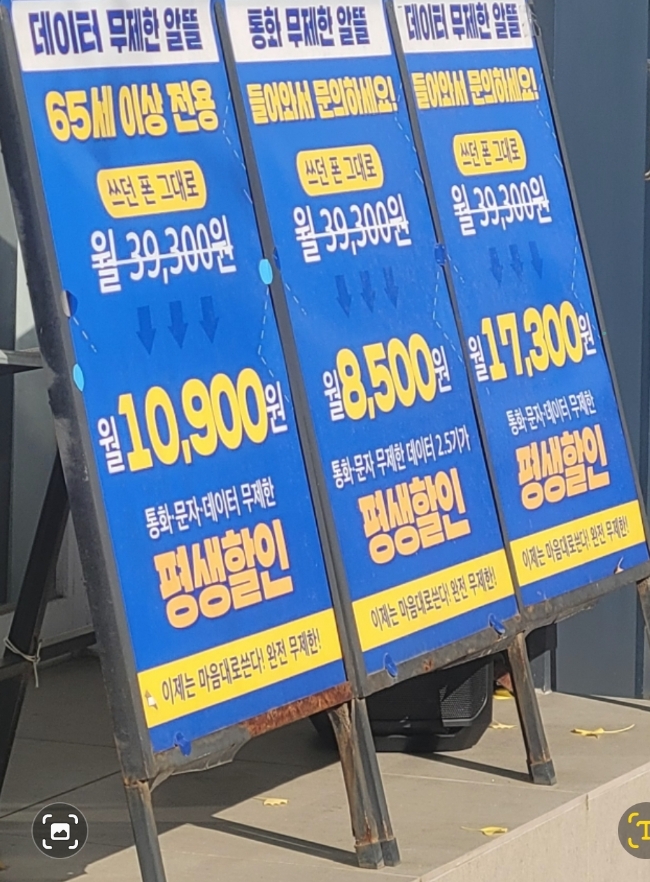 데이터 무제한 알뜰
65세 이상 전용
쓰던 폰 그대로
월 39,300원
월 10,900원
통화·문자·데이터 무제한
평생할인
이제는 마음대로쓴다! 완전 무제한!
통화 무제한 알뜰
들어와서 문의하세요!
쓰던 폰 그대로
월 39,300원
월 8,500원
통화·문자 무제한 데이터 2.5기가
평생할인
이제는 마음대로쓴다! 완전 무제한!
데이터 무제한 알뜰
들어와서 문의하세요!
쓰던 폰 그대로
월 39,300원
월 17,300원
통화·문자·데이터 무제한
평생할인
이제는 마음대로쓴다! 완전 무제한!